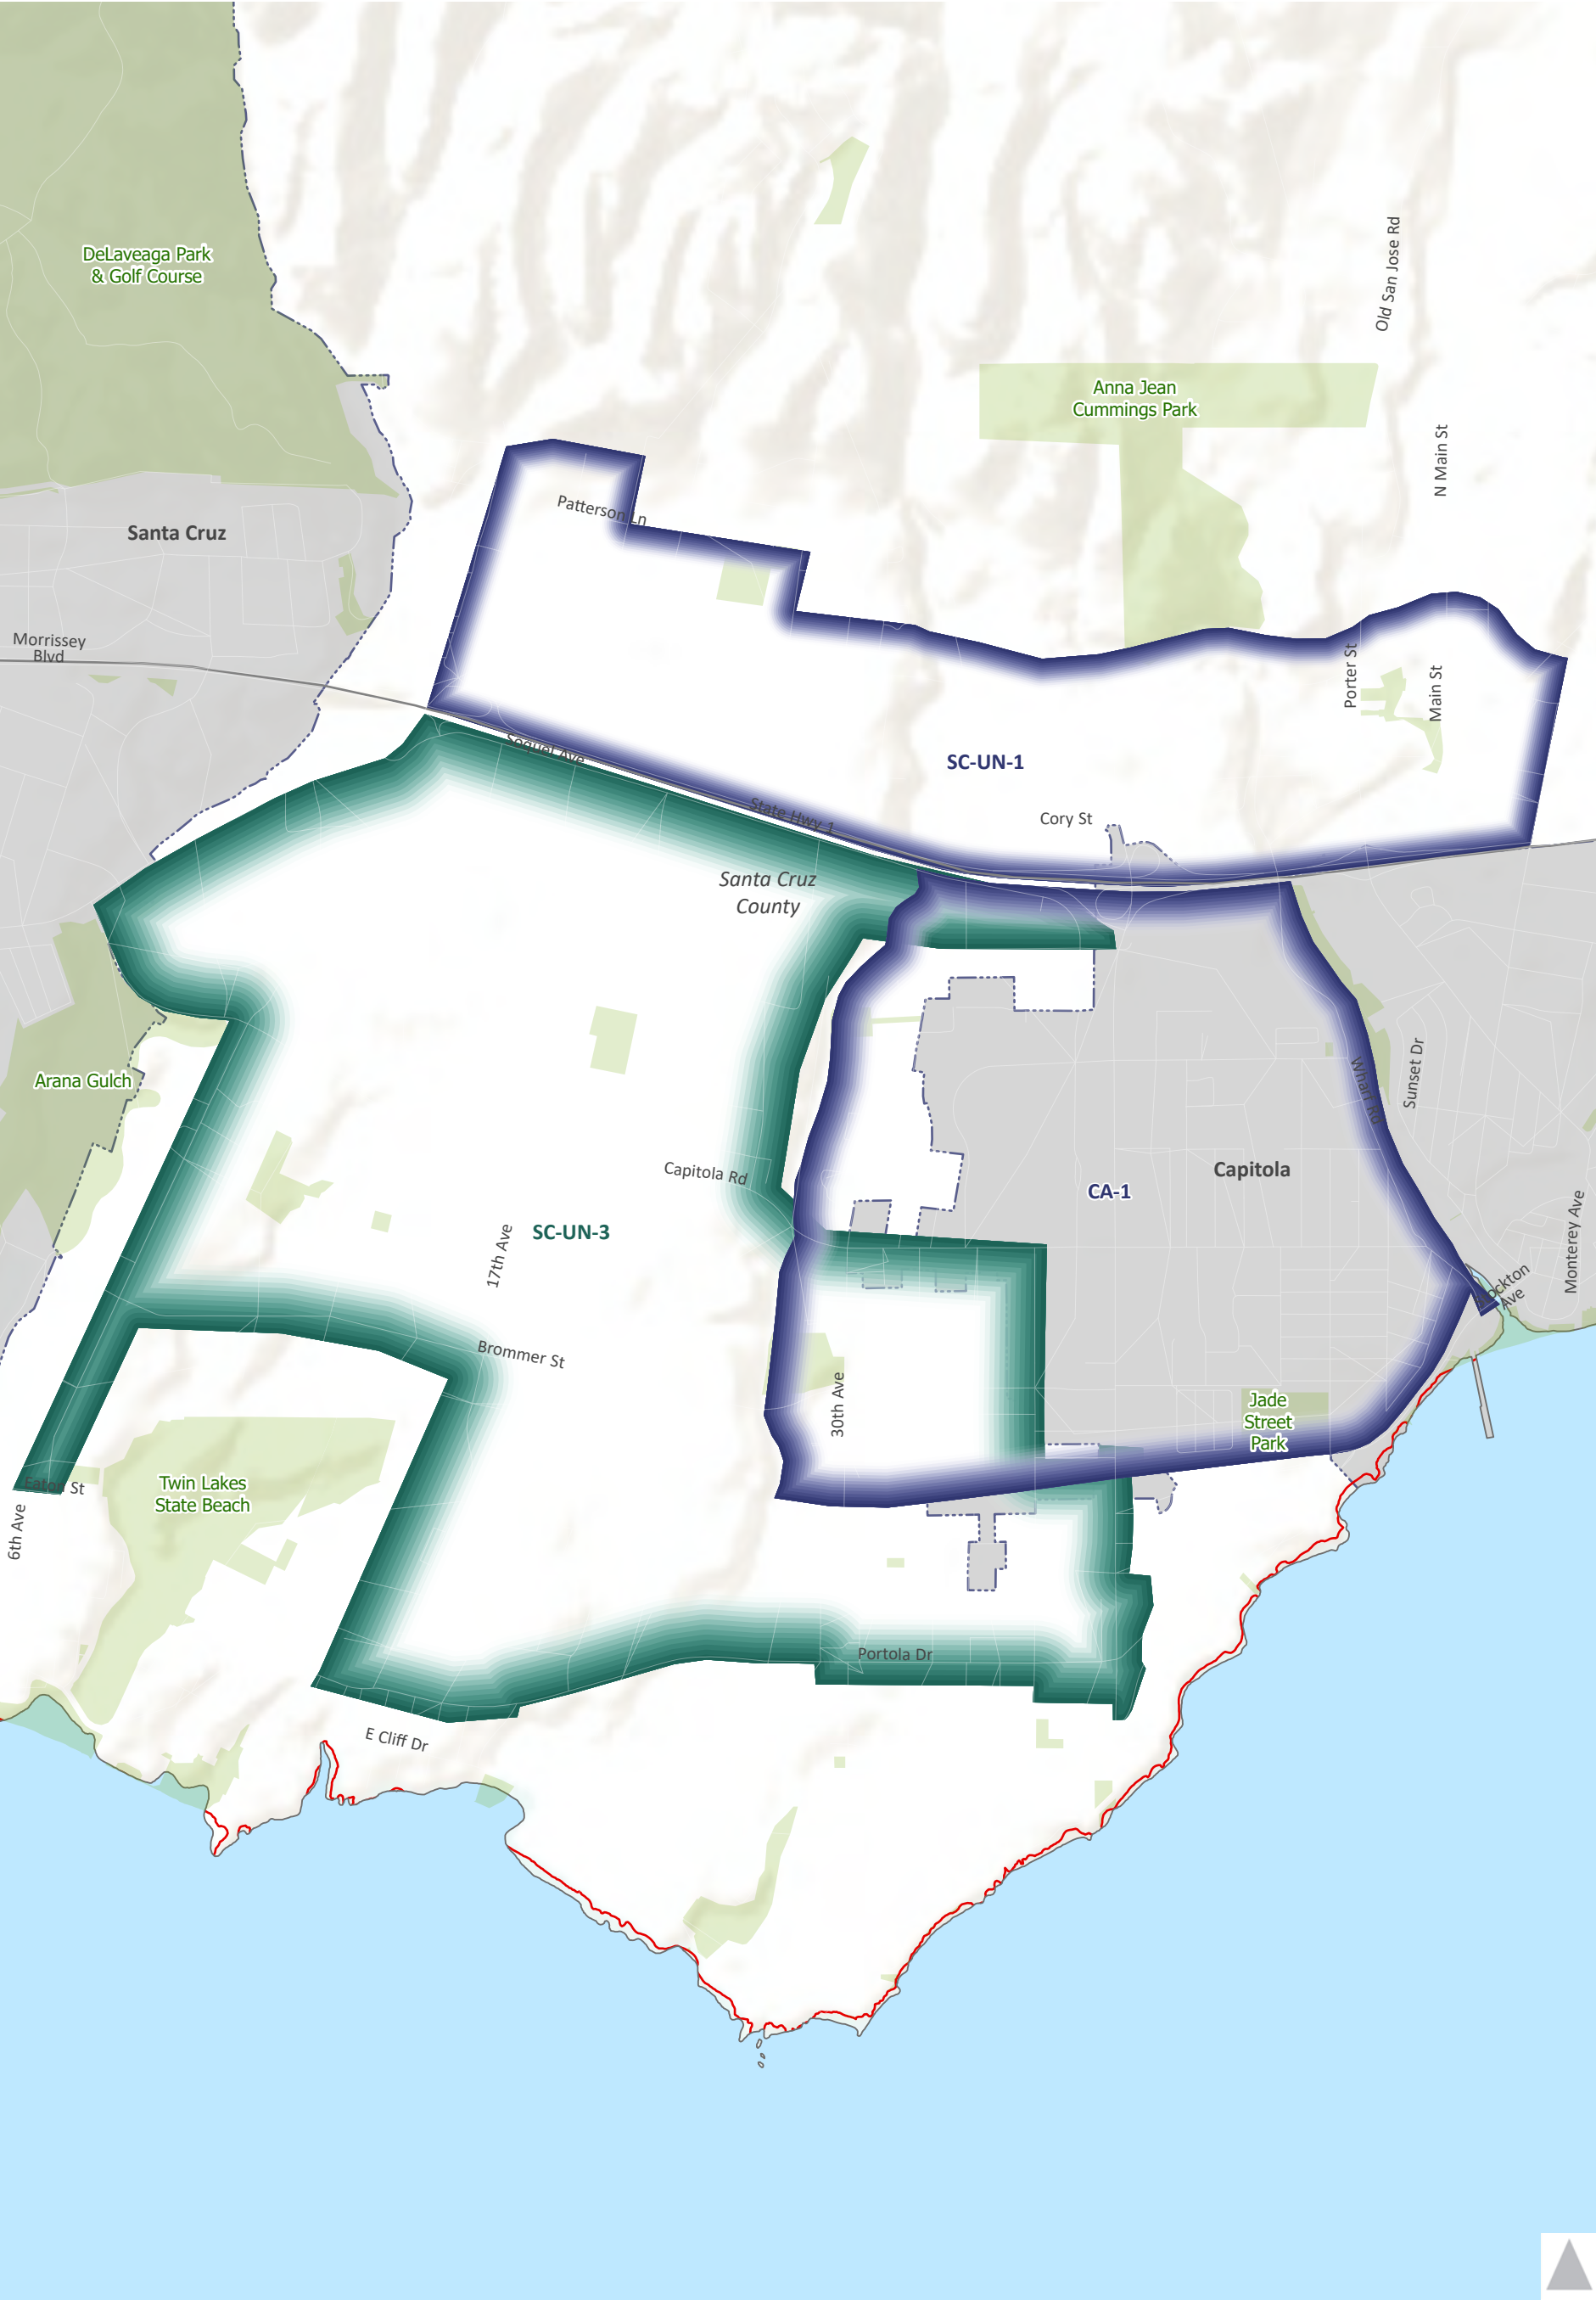 DeLaveaga Park
& Golf Course
Old San Jose Rd
Anna Jean
Cummings Park
N Main St
Patterson Ln
Santa Cruz
Morrissey
Blvd
Porter St
Main St
Soquel Ave
SC-UN-1
State Hwy 1
Cory St
Santa Cruz
County
Arana Gulch
Wharf Rd
Sunset Dr
Capitola Rd
Capitola
CA-1
SC-UN-3
17th Ave
Monterey Ave
Stockton
Ave
Brommer St
30th Ave
Jade
Street
Park
Eaton St
Twin Lakes
State Beach
6th Ave
Portola Dr
E Cliff Dr